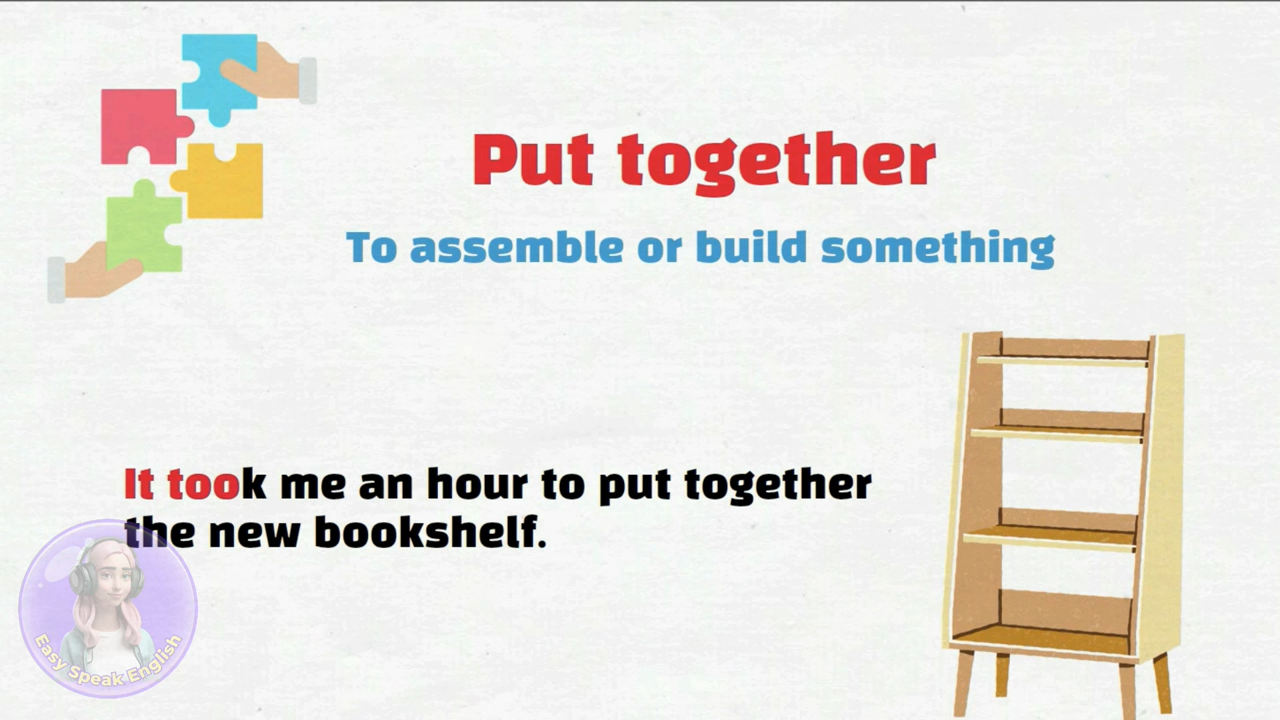 Put together
To assemble or build something
It took me an hour to put together
the new bookshelf.
Easy Speak English